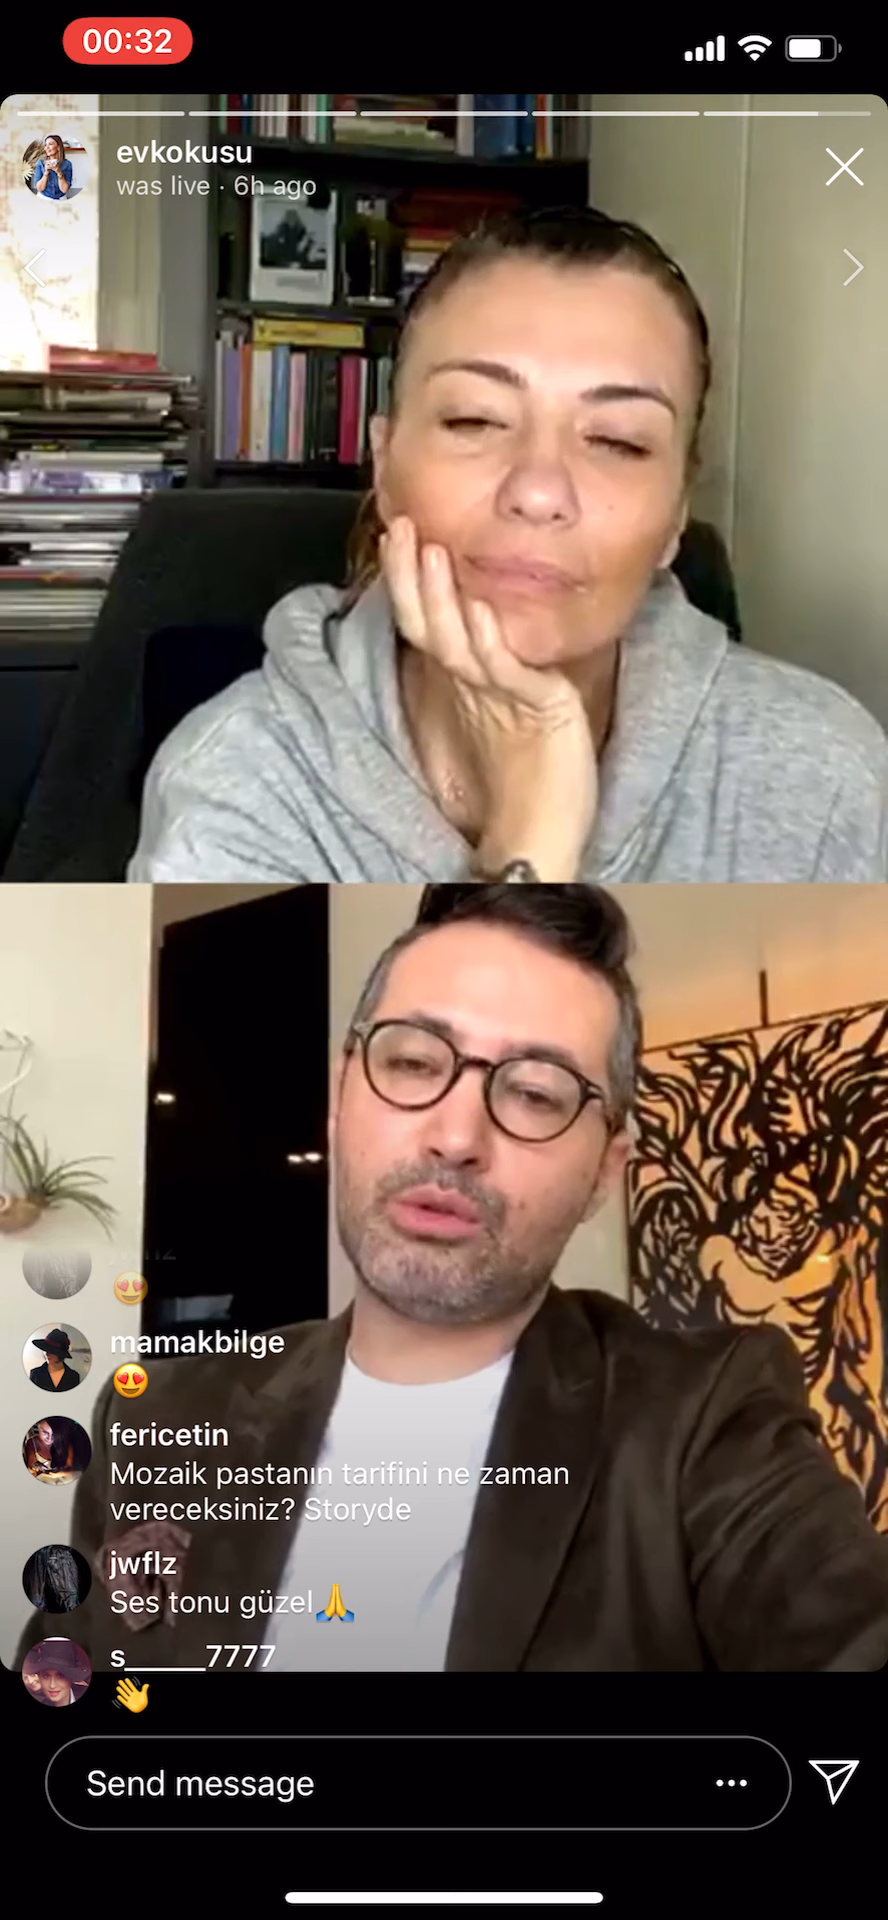 00:32
evkokusu
was live · 6h ago
mamakbilge
😍
fericetin
Mozaik pastanın tarifini ne zaman
vereceksiniz? Storyde
jwflz
Ses tonu güzel🙏
s_____7777
👋
Send message